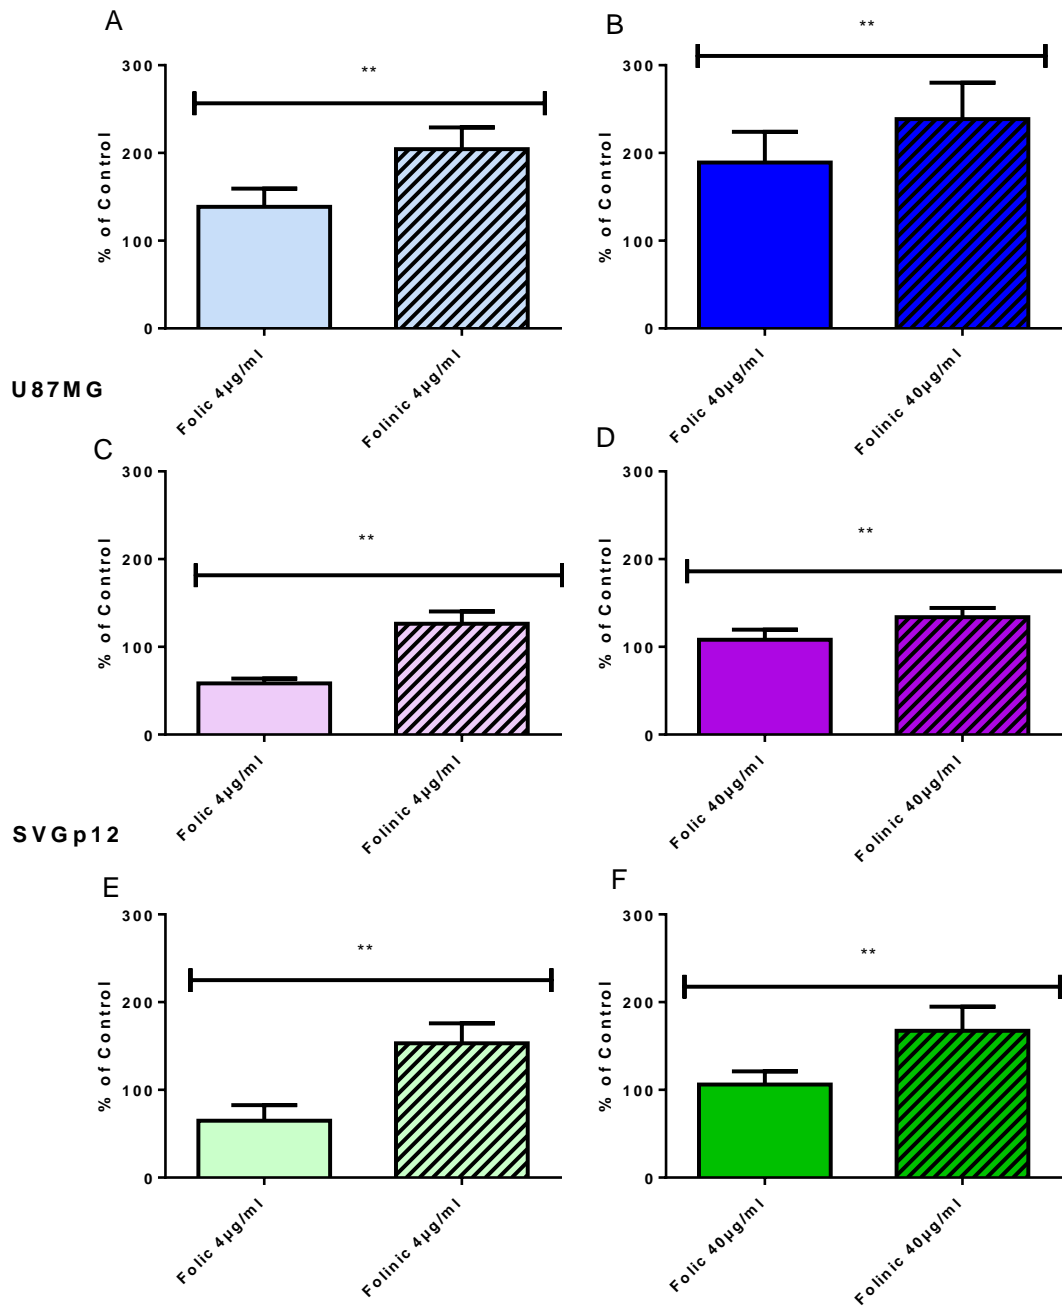 A
B
**
**
300
200
100
0
% of Control
Folic 4µg/ml
Folinic 4µg/ml
300
200
100
0
% of Control
Folic 40µg/ml
Folinic 40µg/ml
U87MG
C
D
**
**
300
200
100
0
% of Control
Folic 4µg/ml
Folinic 4µg/ml
300
200
100
0
% of Control
Folic 40µg/ml
Folinic 40µg/ml
SVGp12
E
F
**
**
300
200
100
0
% of Control
Folic 4µg/ml
Folinic 4µg/ml
300
200
100
0
% of Control
Folic 40µg/ml
Folinic 40µg/ml